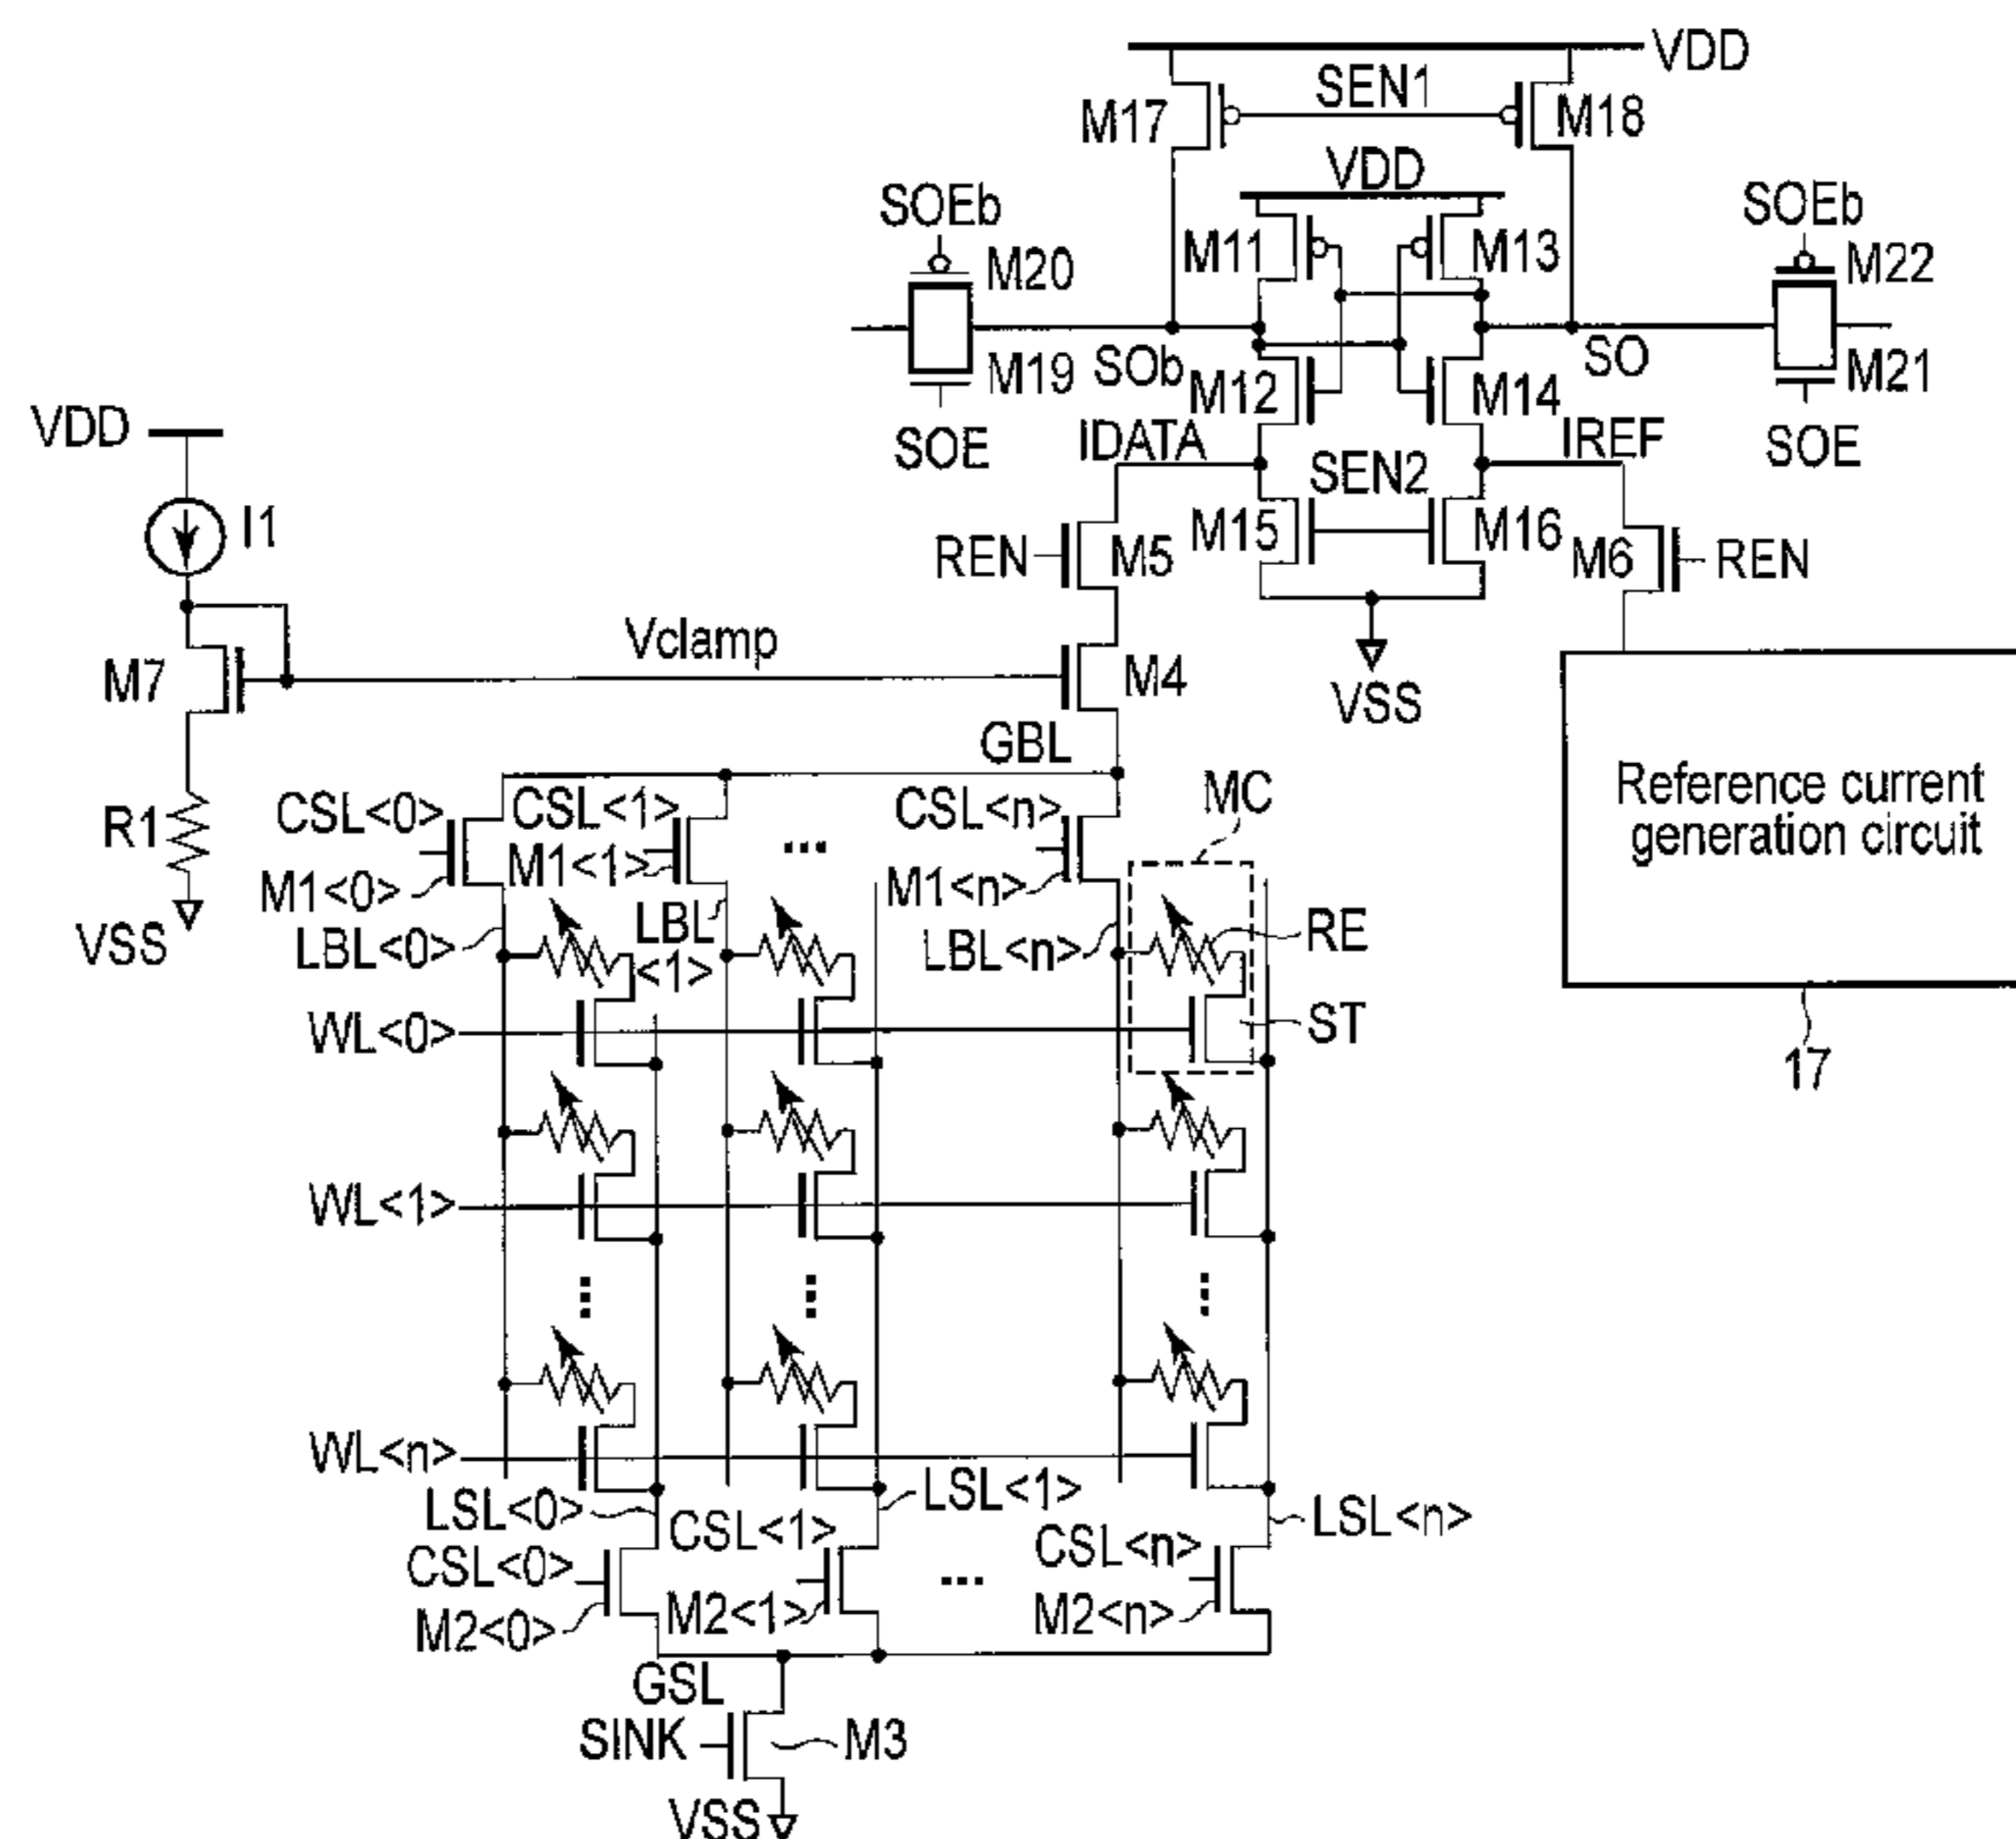 VDD
SEN1
M17
M18
VDD
SOEb
SOEb
M11
M13
M20
M22
M19
SOb
SO
M21
M12
M14
VDD
SOE
IDATA
IREF
SOE
SEN2
I1
M15
M16
REN
M5
M6
REN
Vclamp
M7
M4
VSS
GBL
MC
Reference current
generation circuit
CSL<0>
CSL<1>
...
CSL<n>
R1
M1<0>
M1<1>
M1<n>
VSS
LBL<0>
LBL
<1>
LBL<n>
RE
WL<0>
ST
17
WL<1>
...
...
...
WL<n>
LSL<0>
LSL<1>
LSL<n>
CSL<0>
CSL<1>
...
CSL<n>
M2<0>
M2<1>
M2<n>
GSL
SINK
M3
VSS